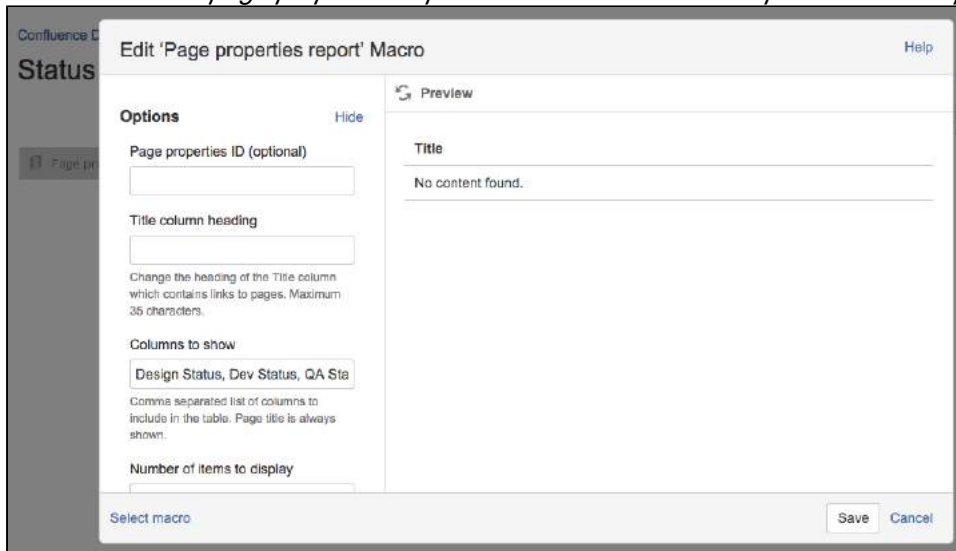 Confluence D
Status
Edit 'Page properties report' Macro
Help
Options
Hide
Page properties ID (optional)
Title column heading
Change the heading of the Title column
which contains links to pages. Maximum
35 characters.
Columns to show
Design Status, Dev Status, QA Sta
Comma separated list of columns to
include in the table. Page title is always
shown.
Number of items to display
Preview
Title
No content found.
Page pr
Select macro
Save
Cancel